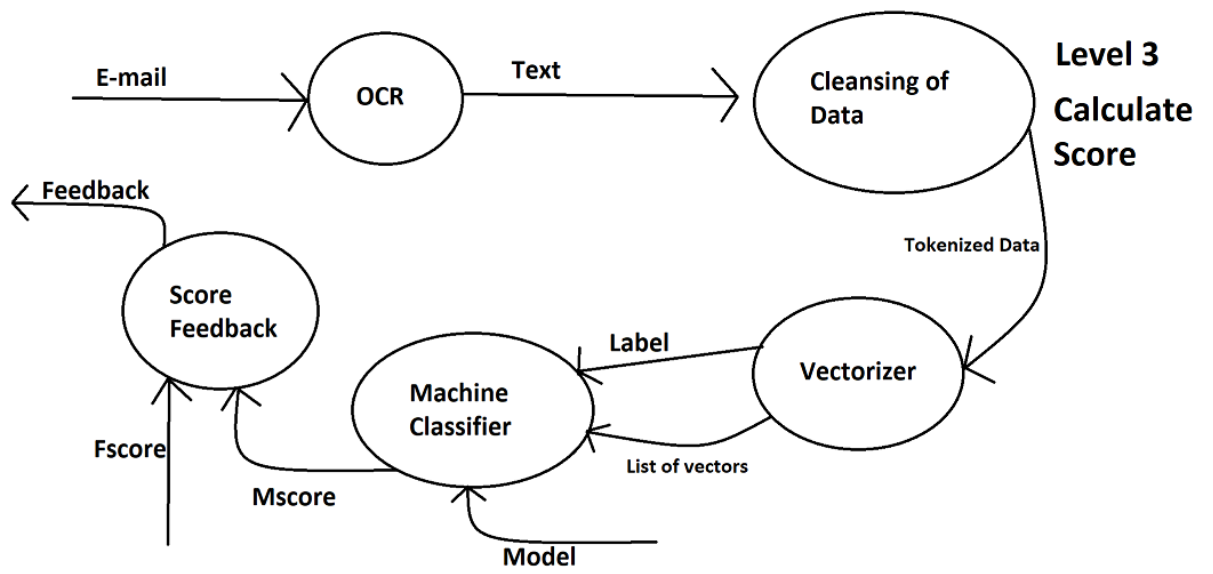 E-mail
OCR
Text
Cleansing of
Data
Level 3
Calculate
Score
Feedback
Tokenized Data
Score
Feedback
Label
Vectorizer
Machine
Classifier
List of vectors
Fscore
Mscore
Model